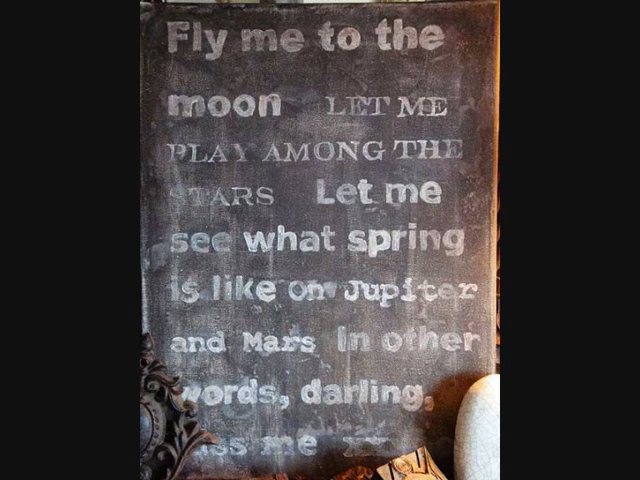 Fly me to the
moon LET ME
PLAY AMONG THE
STARS Let me
see what spring
is like on Jupiter
and Mars In other
words, darling,
me